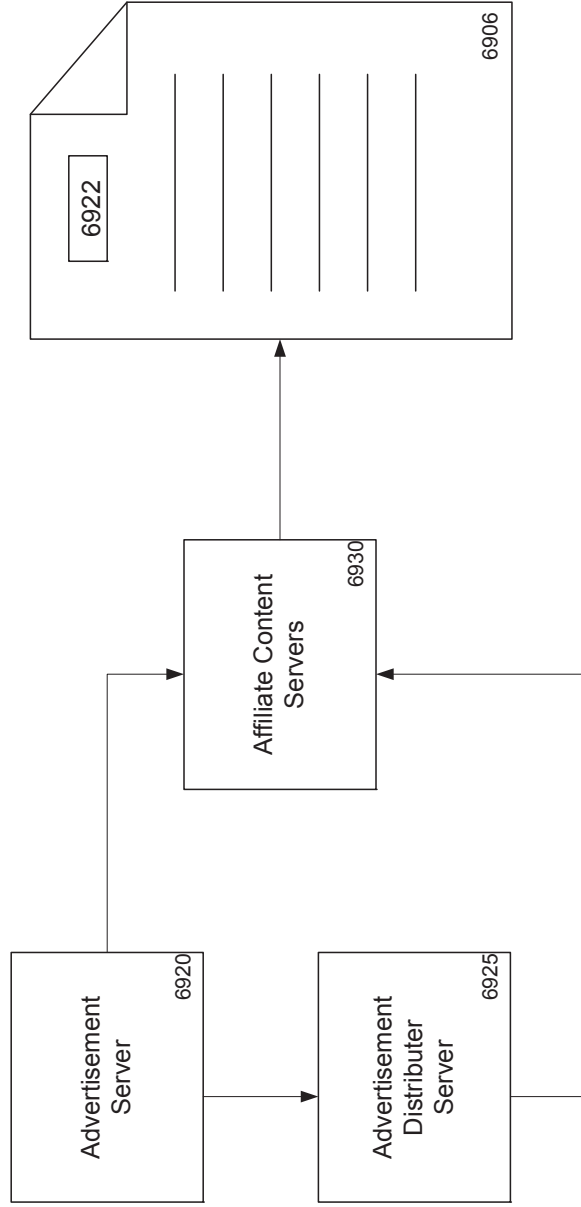 Advertisement
Server
6920
Advertisement
Distributer
Server
6925
Affiliate Content
Servers
6930
6922
6906